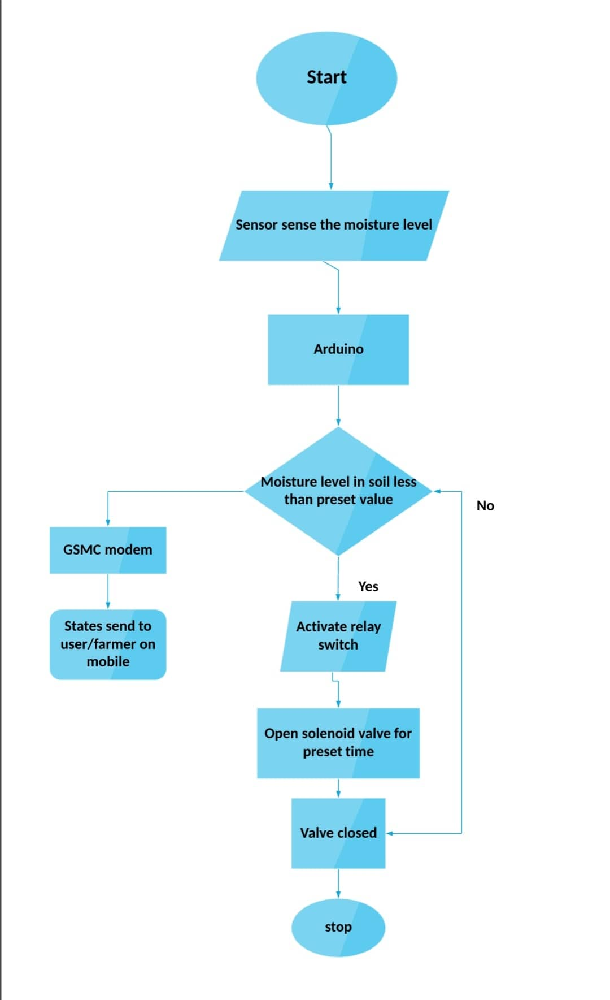 Start
Sensor sense the moisture level
Arduino
Moisture level in soil less
than preset value
No
GSMC modem
Yes
States send to
user/farmer on
mobile
Activate relay
switch
Open solenoid valve for
preset time
Valve closed
stop